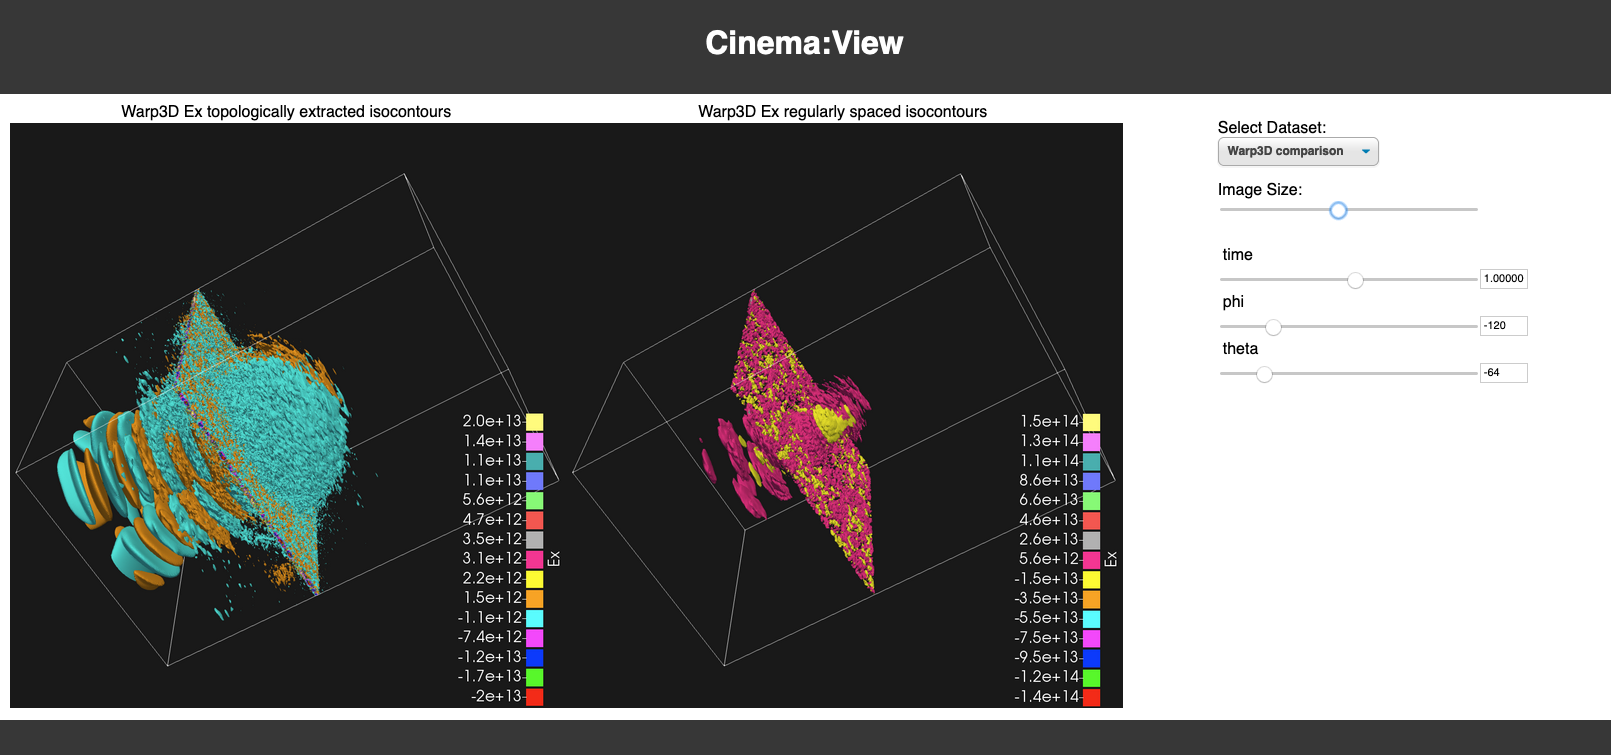 Cinema:View
Warp3D Ex topologically extracted isocontours
Warp3D Ex regularly spaced isocontours
2.0e+13
1.4e+13
1.1e+13
1.1e+13
5.6e+12
4.7e+12
3.5e+12
3.1e+12
2.2e+12
1.5e+12
-1.1e+12
-7.4e+12
-1.2e+13
-1.7e+13
-2e+13
Ex
1.5e+14
1.3e+14
1.1e+14
8.6e+13
6.6e+13
4.6e+13
2.6e+13
5.6e+12
-1.5e+13
-3.5e+13
-5.5e+13
-7.5e+13
-9.5e+13
-1.2e+14
-1.4e+14
Ex
Select Dataset:
Warp3D comparison
Image Size:
time
1.00000
phi
-120
theta
-64